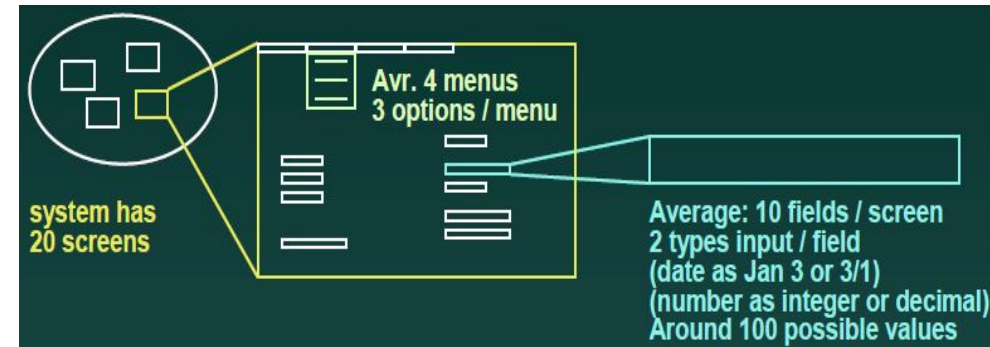 Avr. 4 menus
3 options / menu
system has
20 screens
Average: 10 fields / screen
2 types input / field
(date as Jan 3 or 3/1)
(number as integer or decimal)
Around 100 possible values